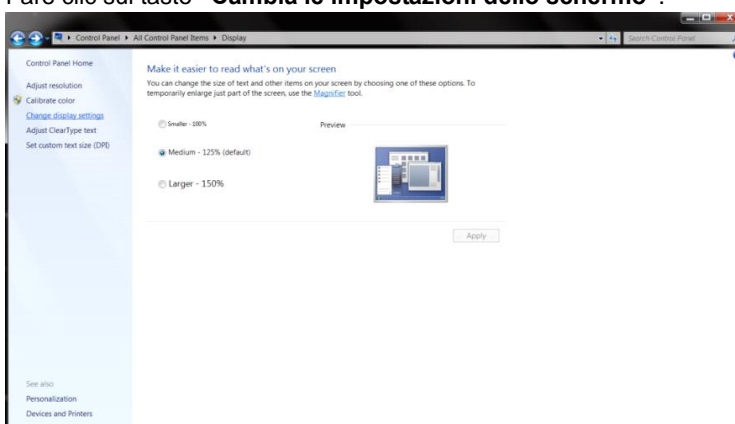 Fare clic sul tasto "Cambia le impostazioni dello schermo".
Control Panel ▸ All Control Panel Items ▸ Display
Search Control Panel
Control Panel Home
Adjust resolution
Calibrate color
Change display settings
Adjust ClearType text
Set custom text size (DPI)
Make it easier to read what's on your screen
You can change the size of text and other items on your screen by choosing one of these options. To
temporarily enlarge just part of the screen, use the Magnifier tool.
Smaller - 100%
Preview
Medium - 125% (default)
Larger - 150%
Apply
See also
Personalization
Devices and Printers